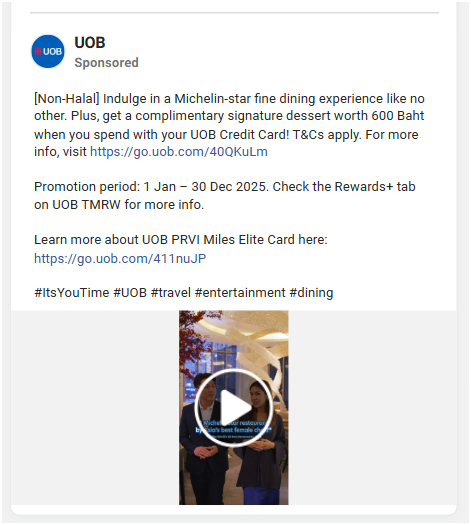 UOB
UOB
Sponsored
[Non-Halal] Indulge in a Michelin-star fine dining experience like no
other. Plus, get a complimentary signature dessert worth 600 Baht
when you spend with your UOB Credit Card! T&Cs apply. For more
info, visit https://go.uob.com/40QKuLm
Promotion period: 1 Jan – 30 Dec 2025. Check the Rewards+ tab
on UOB TMRW for more info.
Learn more about UOB PRVI Miles Elite Card here:
https://go.uob.com/411nuJP
#ItsYouTime #UOB #travel #entertainment #dining
Michelin-star restaurant
by Asia's best female chef